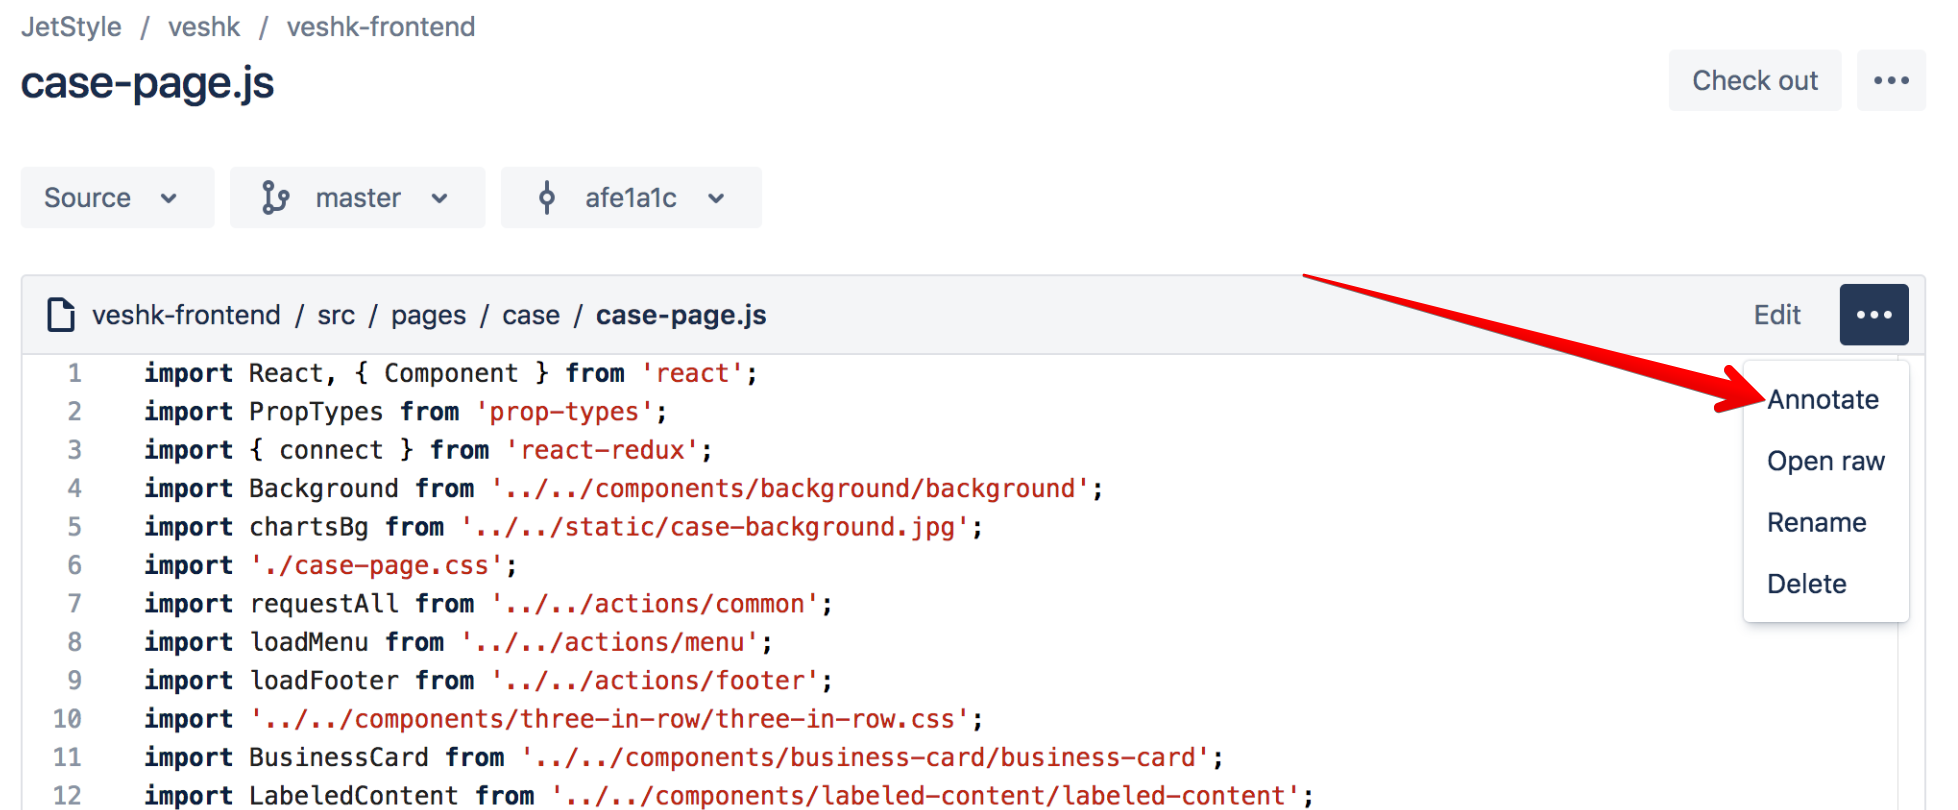 JetStyle / veshk / veshk-frontend
case-page.js
Check out
Source master afe1a1c
veshk-frontend / src / pages / case / case-page.js Edit
Annotate
Open raw
Rename
Delete
1 import React, { Component } from 'react';
2 import PropTypes from 'prop-types';
3 import { connect } from 'react-redux';
4 import Background from '../../components/background/background';
5 import chartsBg from '../../static/case-background.jpg';
6 import './case-page.css';
7 import requestAll from '../../actions/common';
8 import loadMenu from '../../actions/menu';
9 import loadFooter from '../../actions/footer';
10 import '../../components/three-in-row/three-in-row.css';
11 import BusinessCard from '../../components/business-card/business-card';
12 import LabeledContent from '../../components/labeled-content/labeled-content';